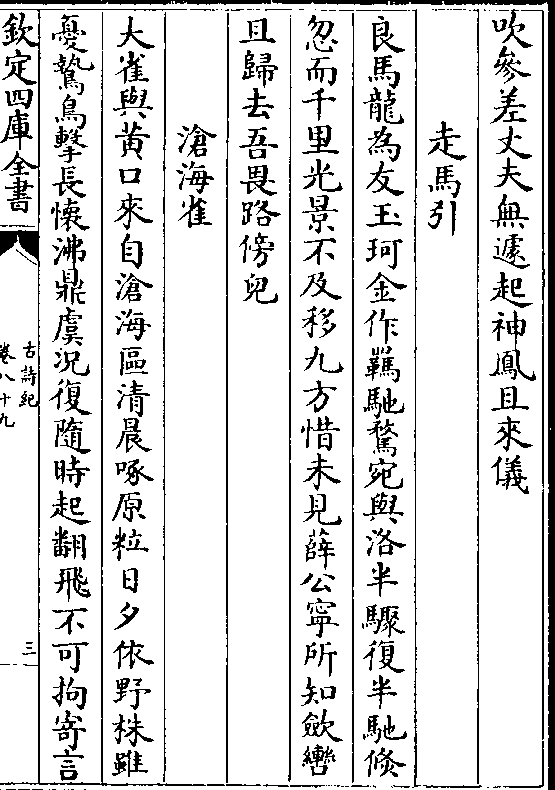 吹參差丈夫無遽起神鳳且來儀
走馬引
良馬龍為友玉珂金作羈馳騖宛與洛半驟復半馳倐
忽而千里光景不及移九方惜未見薛公寧所知歛轡
且歸去吾畏路傍兒
滄海雀
大雀與黃口來自滄海區清晨啄原粒日夕依野株雖
憂鷙鳥擊長懷沸鼎虞況復隨時起翻飛不可拘寄言
欽定四庫全書
古詩紀
卷八十九
三